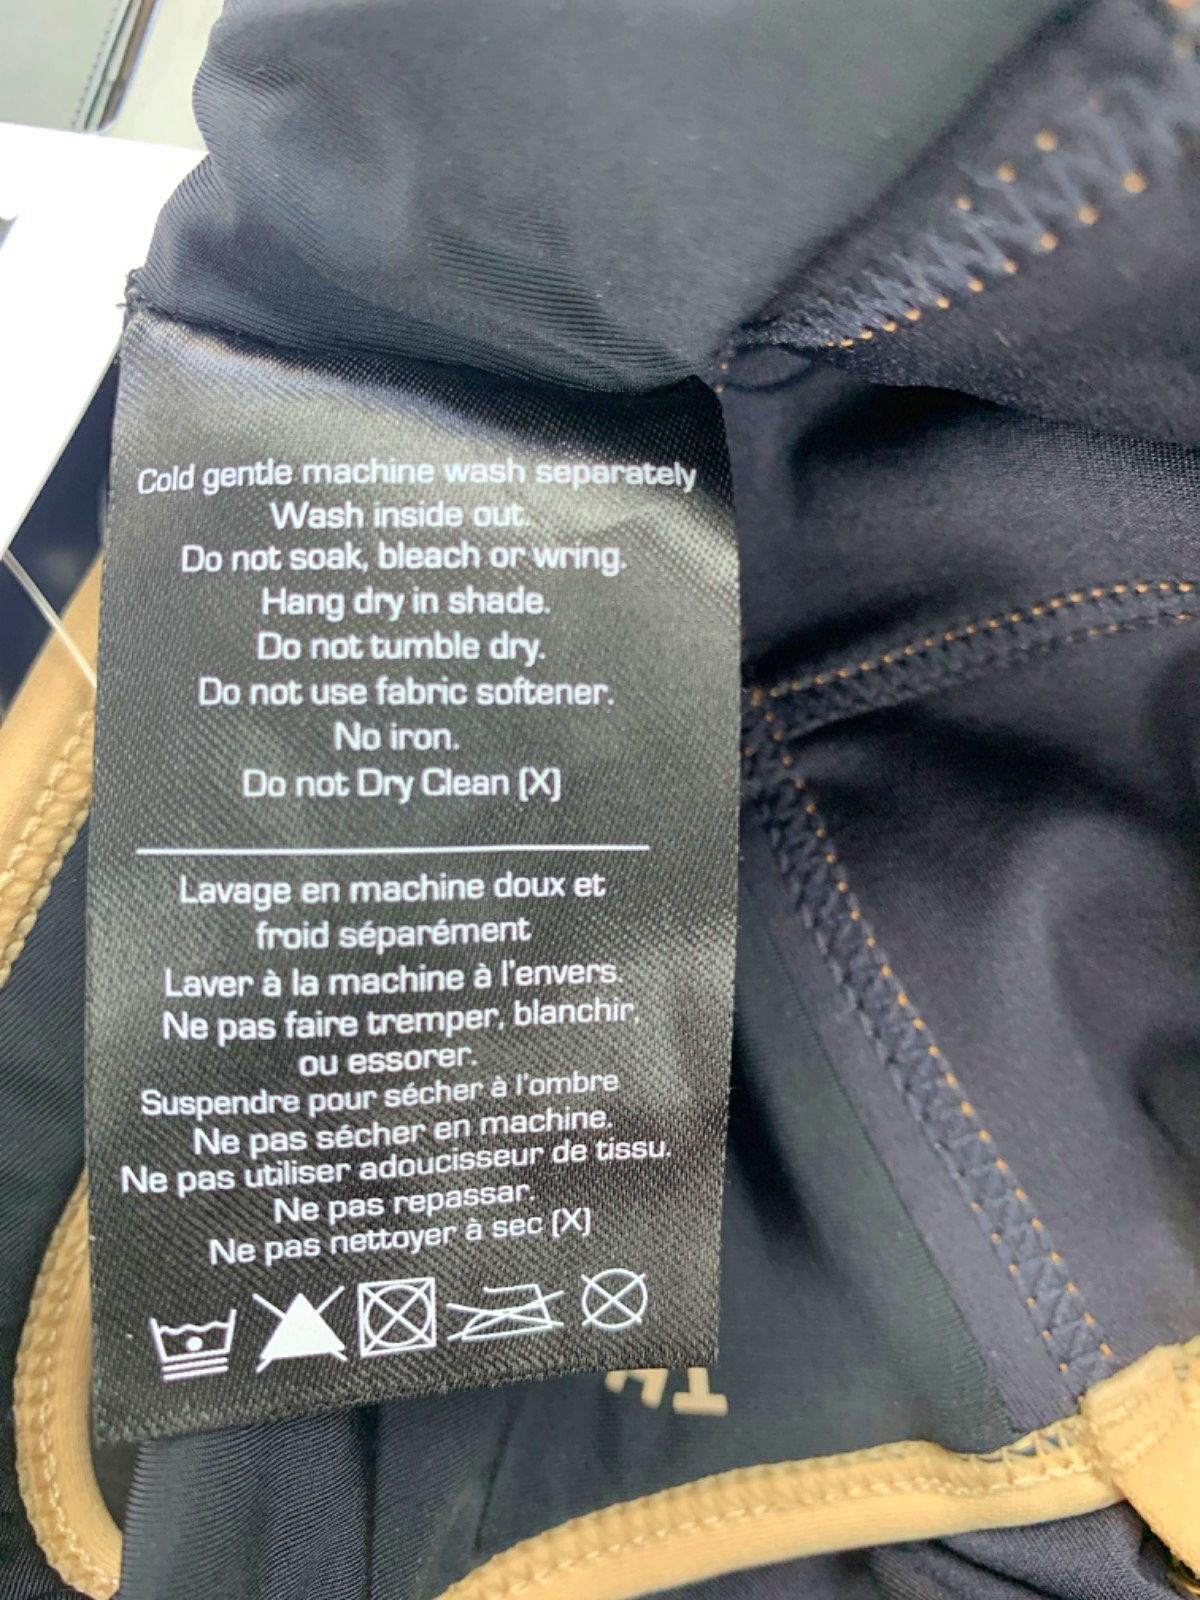 Cold gentle machine wash separately
Wash inside out.
Do not soak, bleach or wring.
Hang dry in shade.
Do not tumble dry.
Do not use fabric softener.
No iron.
Do not Dry Clean (X)
Lavage en machine doux et
froid séparément
Laver à la machine à l'envers.
Ne pas faire tremper, blanchir,
ou essorer.
Suspendre pour sécher à l'ombre
Ne pas sécher en machine.
Ne pas utiliser adoucisseur de tissu.
Ne pas repassar.
Ne pas nettoyer à sec (X)